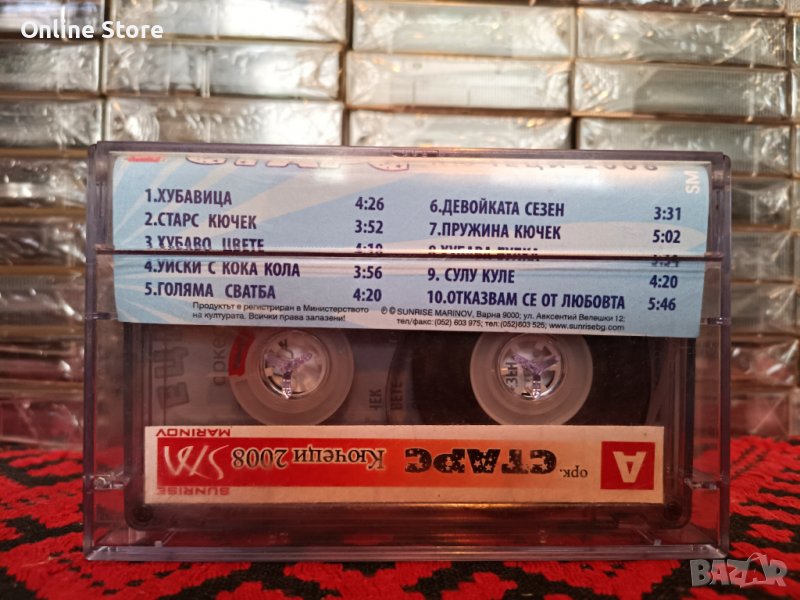 Online Store
SM
1.ХУБАВИЦА 4:26
2.СТАРС КЮЧЕК 3:52
3.ХУБАВО ЦВЕТЕ
4.УИСКИ С КОКА КОЛА 3:56
5.ГОЛЯМА СВАТБА 4:20
6.ДЕВОЙКАТА СЕЗЕН 3:31
7.ПРУЖИНА КЮЧЕК 5:02
9. СУЛУ КУЛЕ 4:20
10.ОТКАЗВАМ СЕ ОТ ЛЮБОВТА 5:46
Продуктът е регистриран в Министерството
на културата. Всички права запазени!
℗ © SUNRISE MARINOV, Варна 9000; ул. Авксентий Велешки 12;
тел/факс: (052) 603 975; тел:(052)603 526; www.sunrisebg.com
A
орк. СТАРС Кючеци 2008
SM
SUNRISE
MARINOV
BAZAR